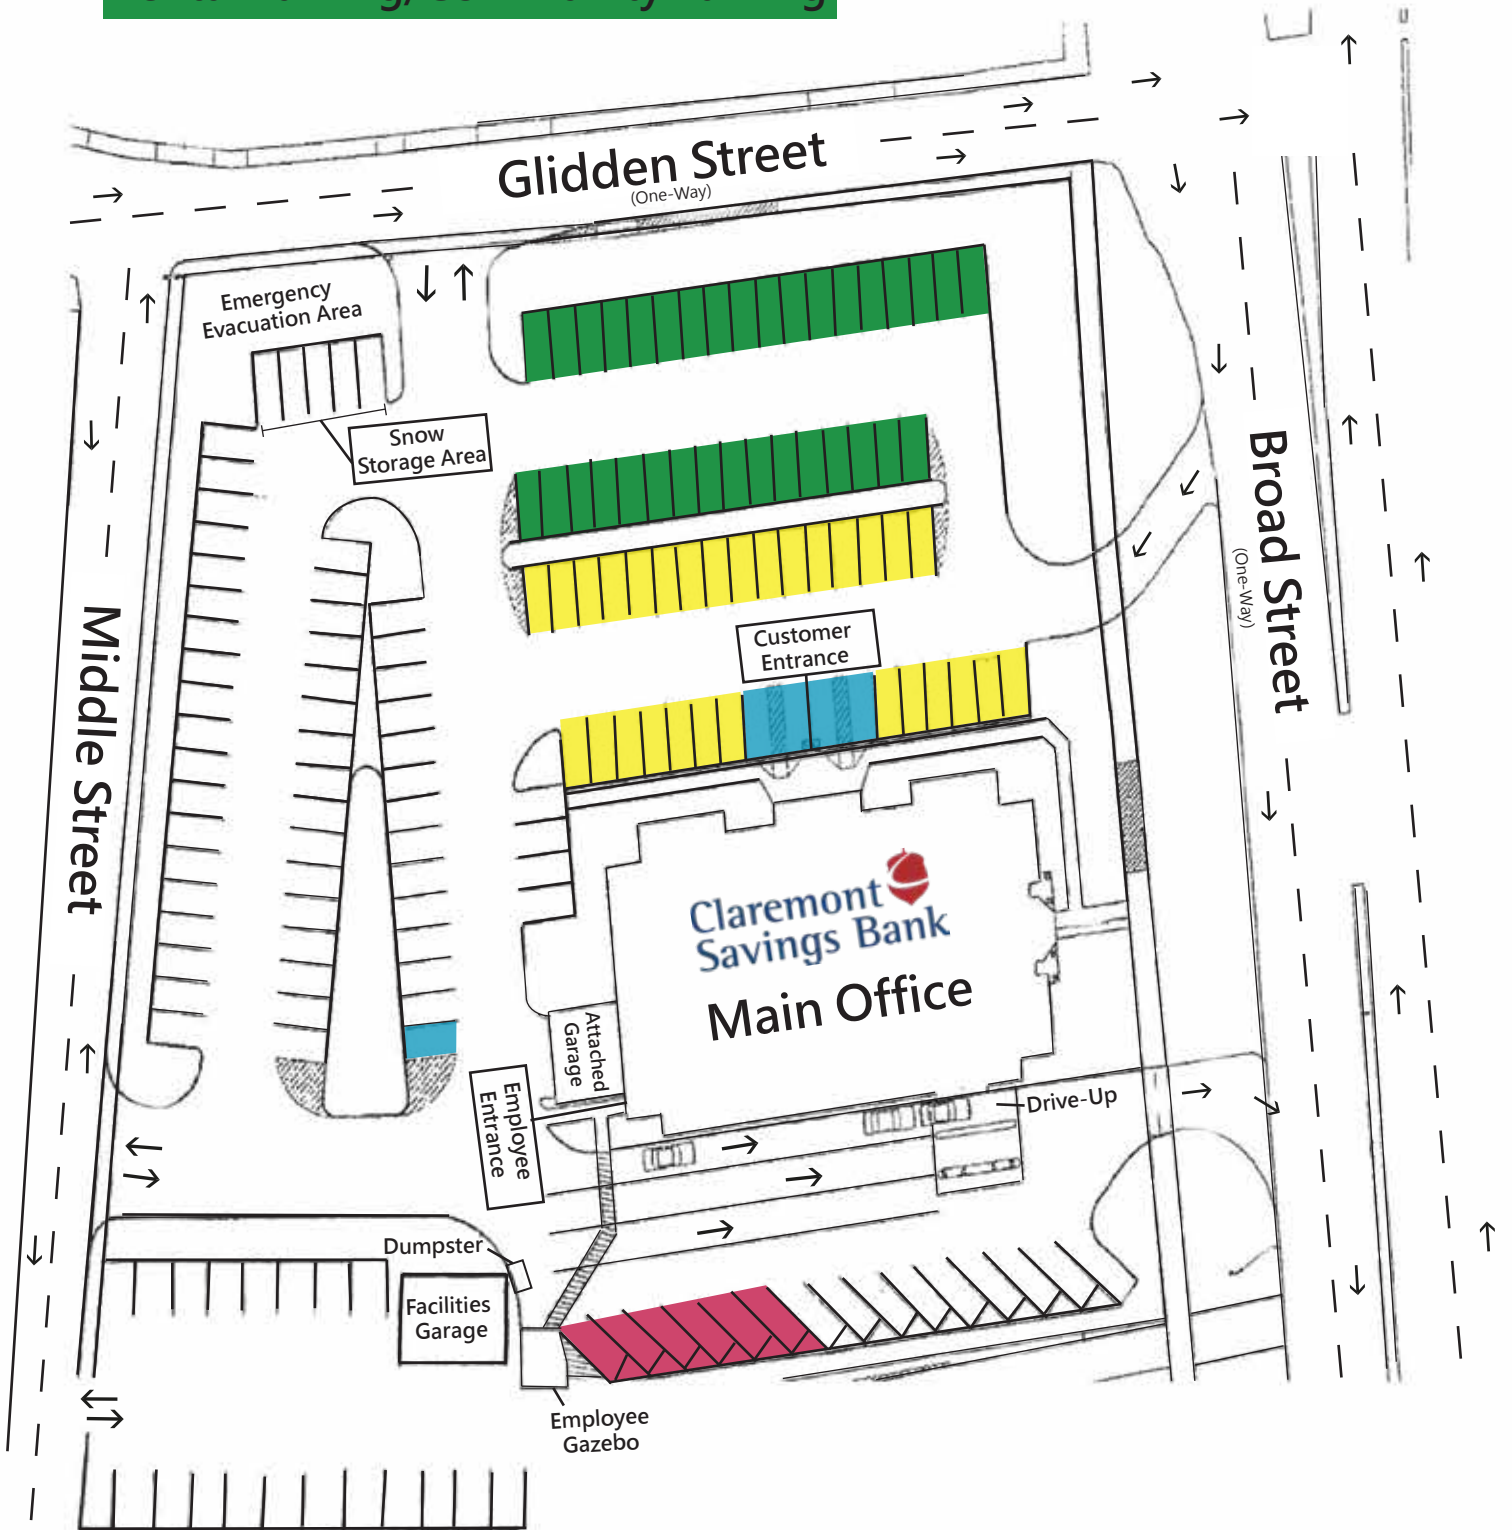 Glidden Street
(One-Way)
Emergency
Evacuation Area
Snow
Storage Area
Broad Street
(One-Way)
Middle Street
Customer
Entrance
Claremont
Savings Bank
Main Office
Attached
Garage
Employee
Entrance
Drive-Up
Dumpster
Facilities
Garage
Employee
Gazebo